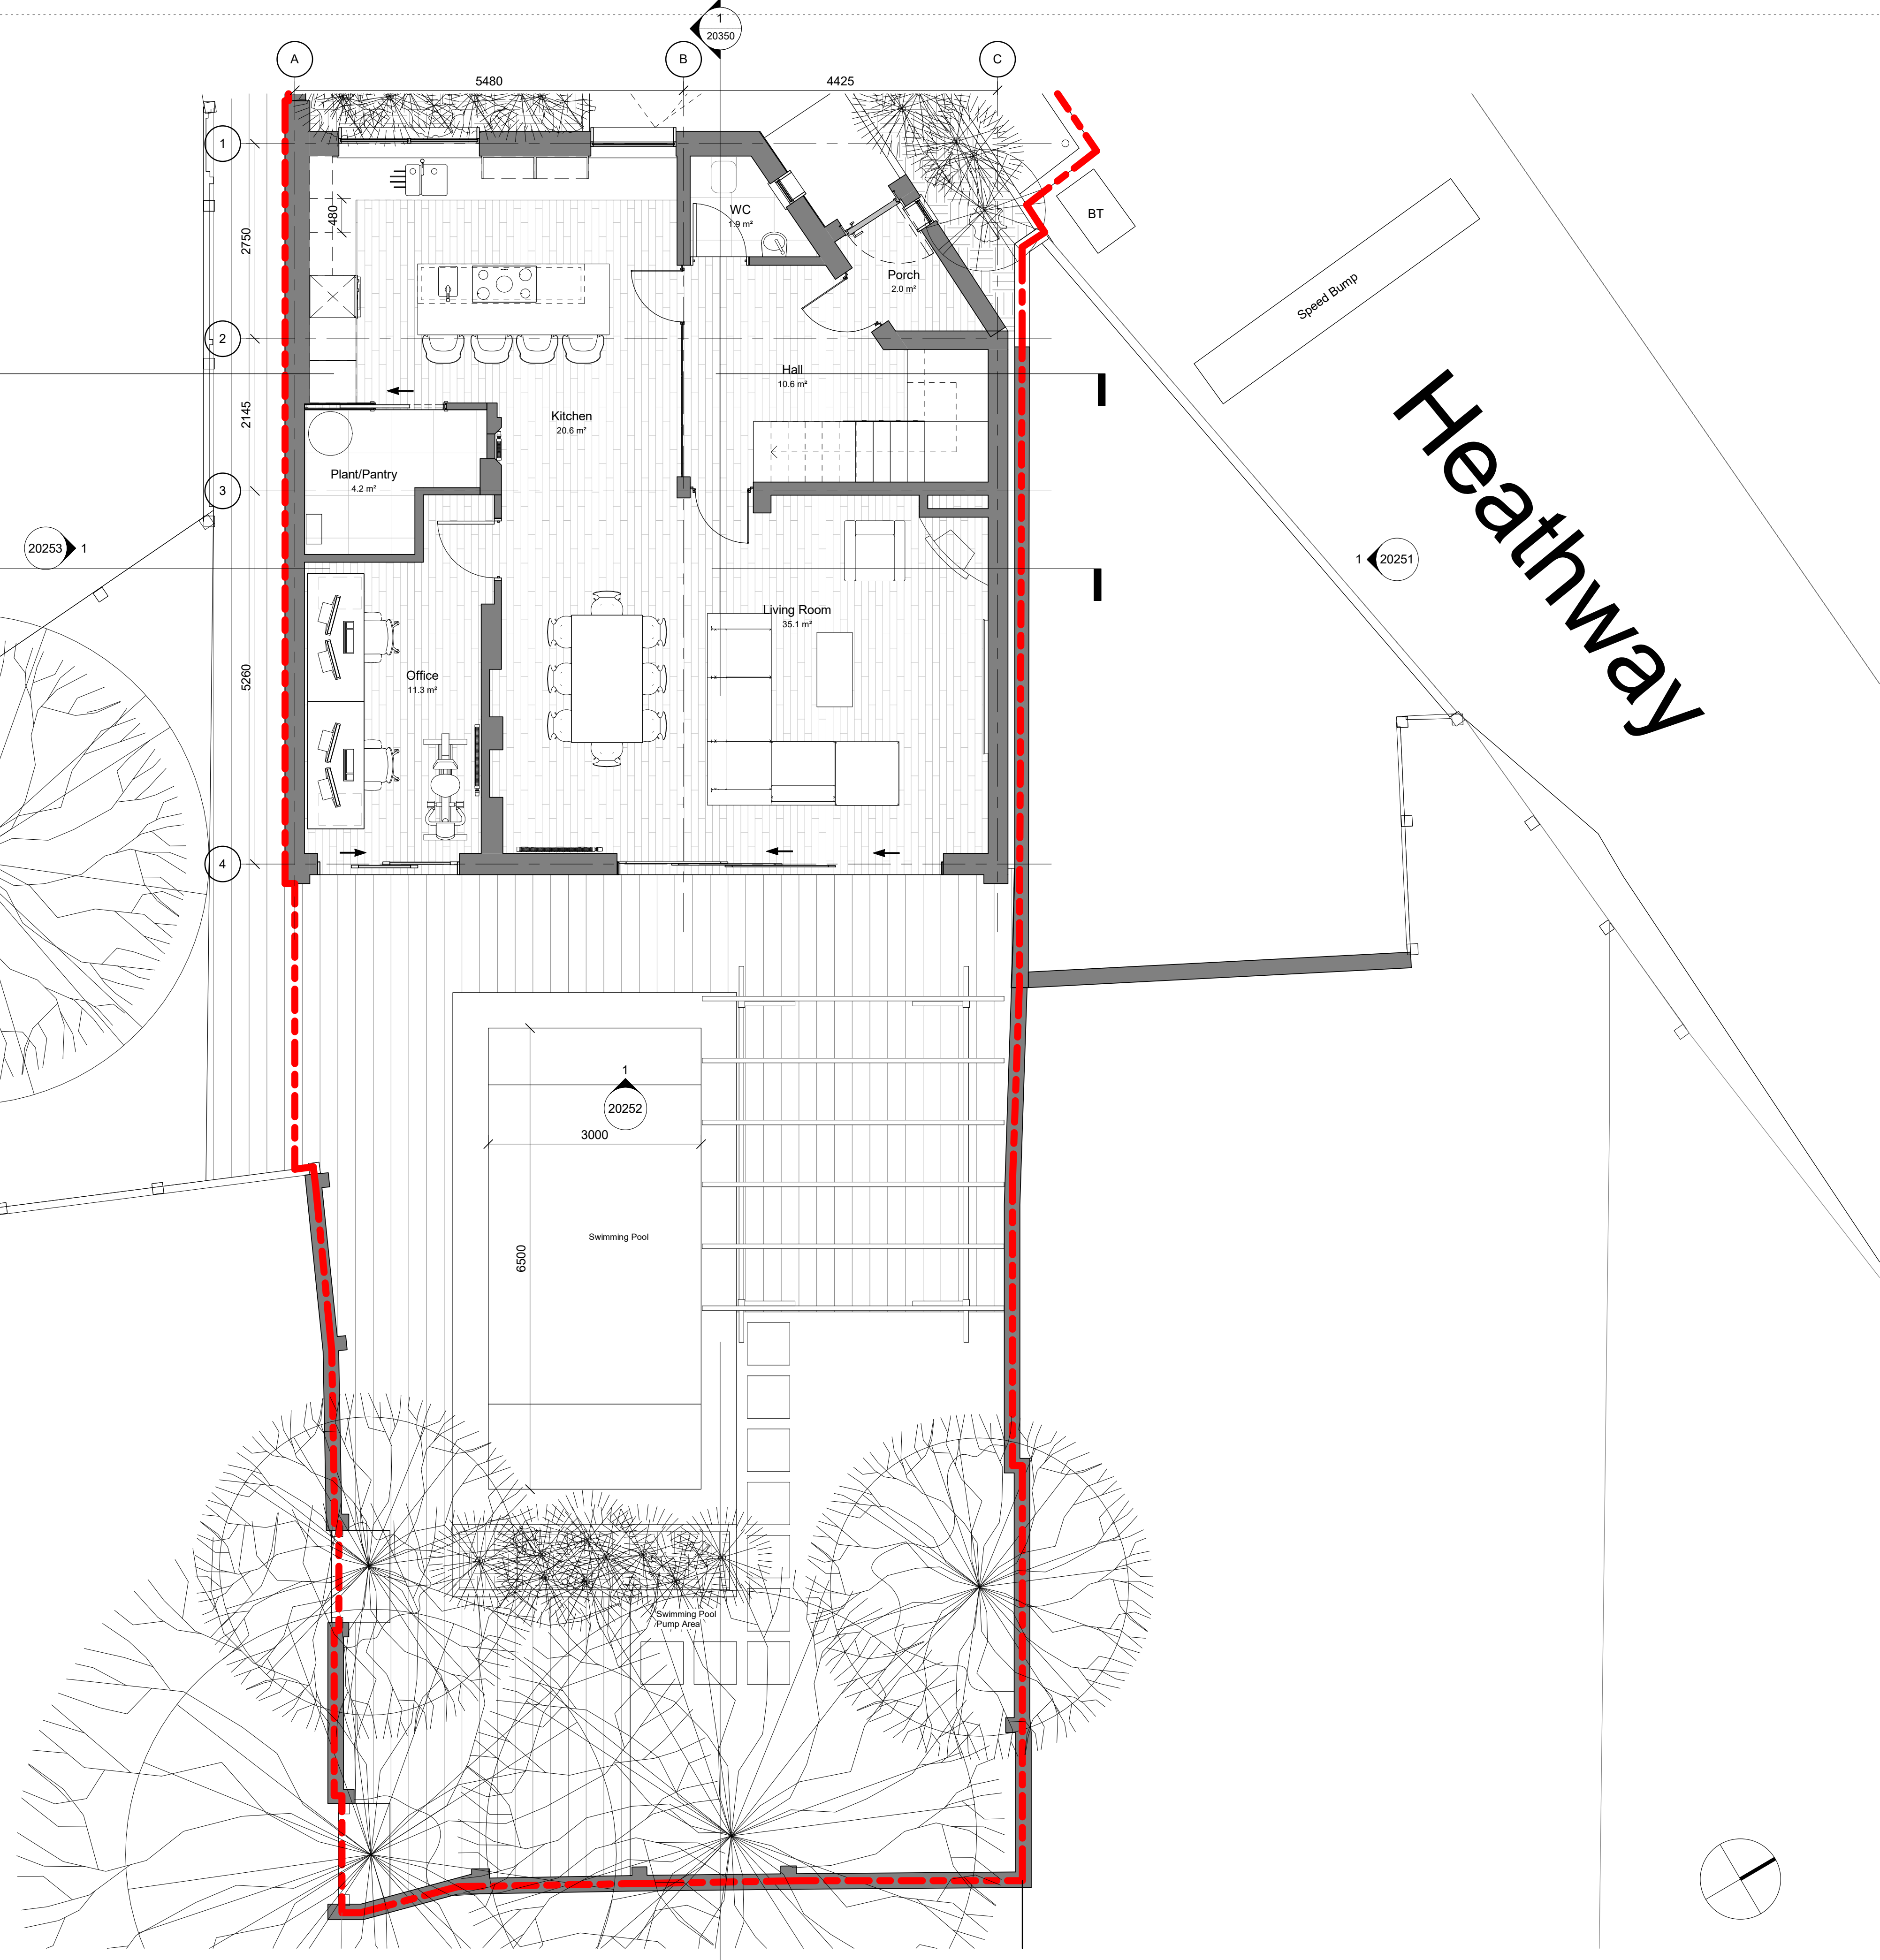 1
20350
A
B
C
5480
4425
1
2
3
4
2750
2145
5260
480
WC
1.9 m²
Porch
2.0 m²
BT
Speed Bump
Heathway
Hall
10.6 m²
Kitchen
20.6 m²
Plant/Pantry
4.2 m²
20253
1
1
20251
Living Room
35.1 m²
Office
11.3 m²
1
20252
3000
6500
Swimming Pool
Swimming Pool
Pump Area